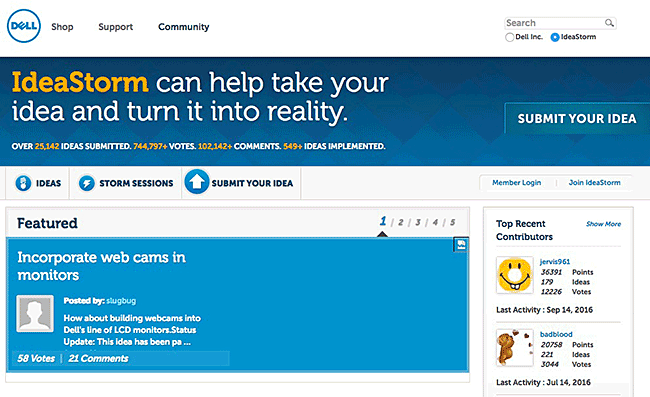 DELL
Shop Support Community
Search
Dell Inc. IdeaStorm
IdeaStorm can help take your
idea and turn it into reality.
SUBMIT YOUR IDEA
OVER 25,142 IDEAS SUBMITTED. 744,797+ VOTES. 102,142+ COMMENTS. 549+ IDEAS IMPLEMENTED.
IDEAS STORM SESSIONS SUBMIT YOUR IDEA
Member Login Join IdeaStorm
Featured
1 / 2 / 3 / 4 / 5
Incorporate web cams in
monitors
Posted by: slugbug
How about building webcams into
Dell's line of LCD monitors.Status
Update: This idea has been pa ...
58 Votes | 21 Comments
Top Recent
Contributors
Show More
jervis961
36391 Points
179 Ideas
12226 Votes
Last Activity : Sep 14, 2016
badblood
20758 Points
221 Ideas
3044 Votes
Last Activity : Jul 14, 2016